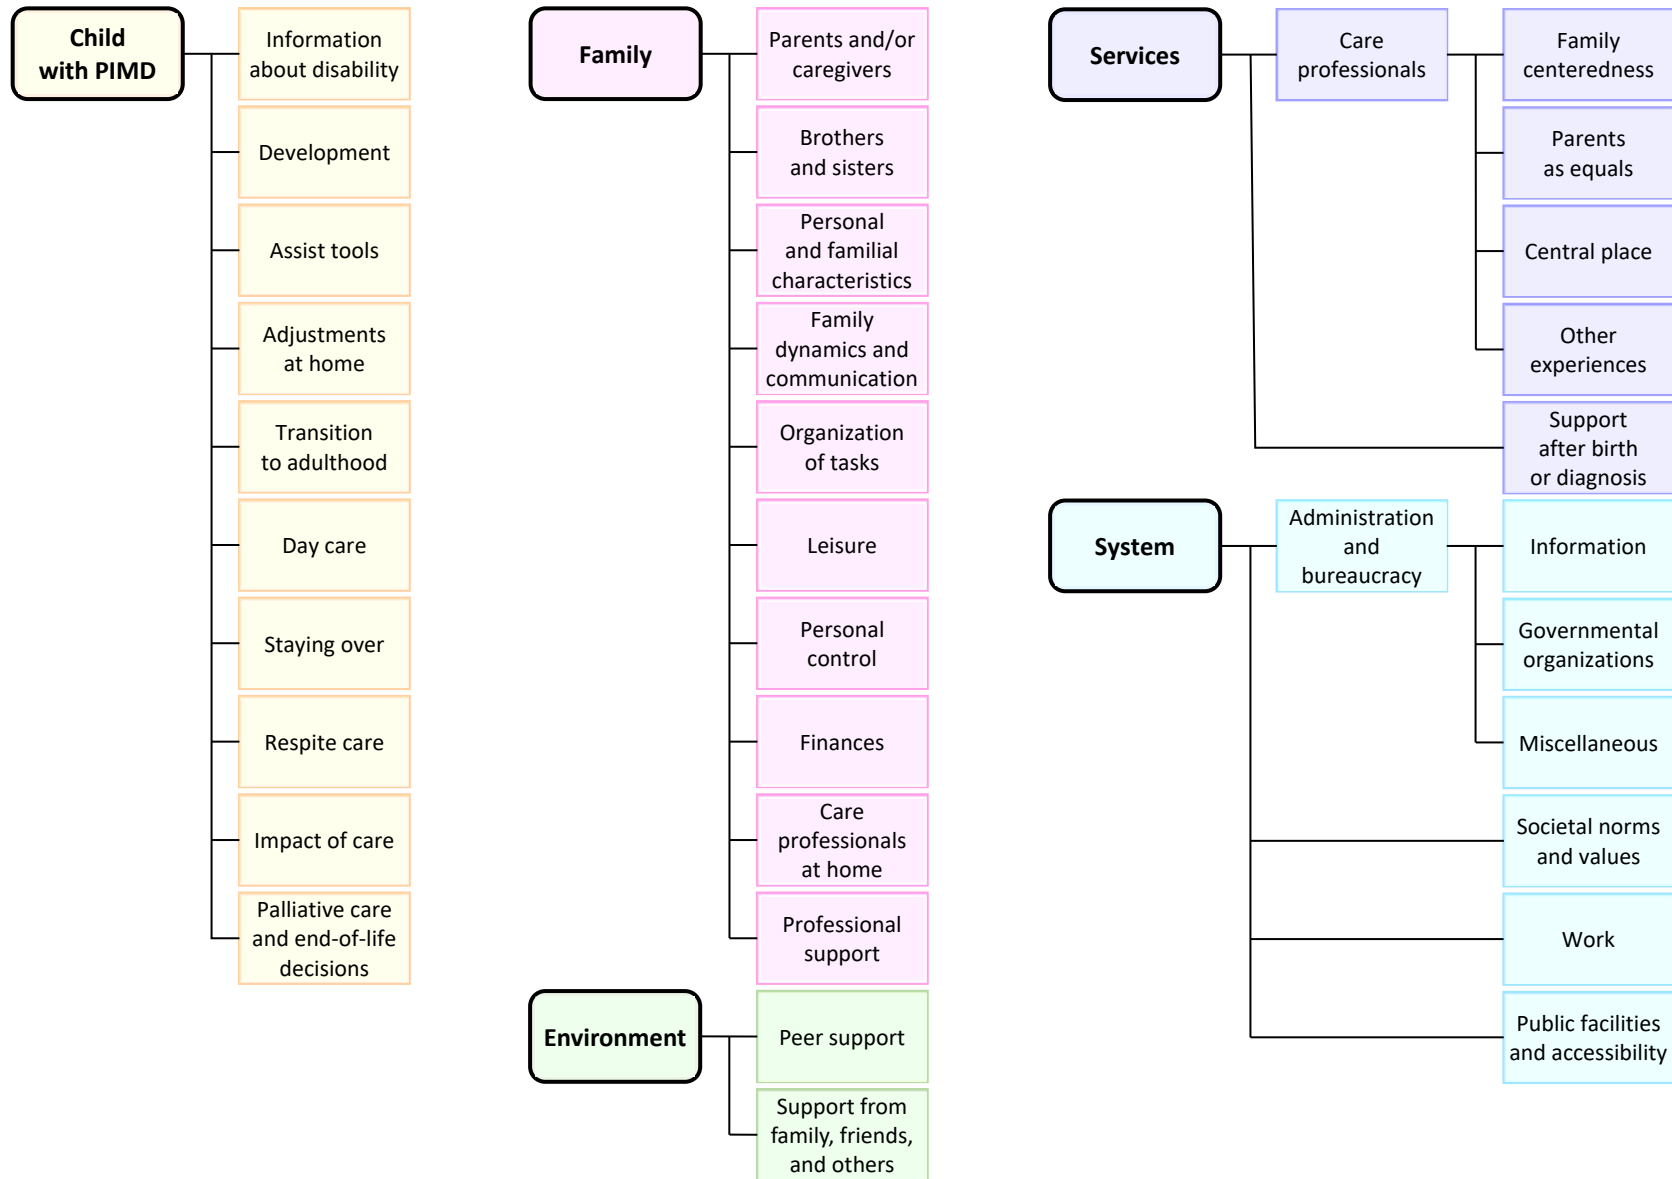 Child
with PIMD
Information
about disability
Development
Assist tools
Adjustments
at home
Transition
to adulthood
Day care
Staying over
Respite care
Impact of care
Palliative care
and end-of-life
decisions
Family
Parents and/or
caregivers
Brothers
and sisters
Personal
and familial
characteristics
Family
dynamics and
communication
Organization
of tasks
Leisure
Personal
control
Finances
Care
professionals
at home
Professional
support
Environment
Peer support
Support from
family, friends,
and others
Services
Care
professionals
Family
centeredness
Parents
as equals
Central place
Other
experiences
Support
after birth
or diagnosis
System
Administration
and
bureaucracy
Information
Governmental
organizations
Miscellaneous
Societal norms
and values
Work
Public facilities
and accessibility